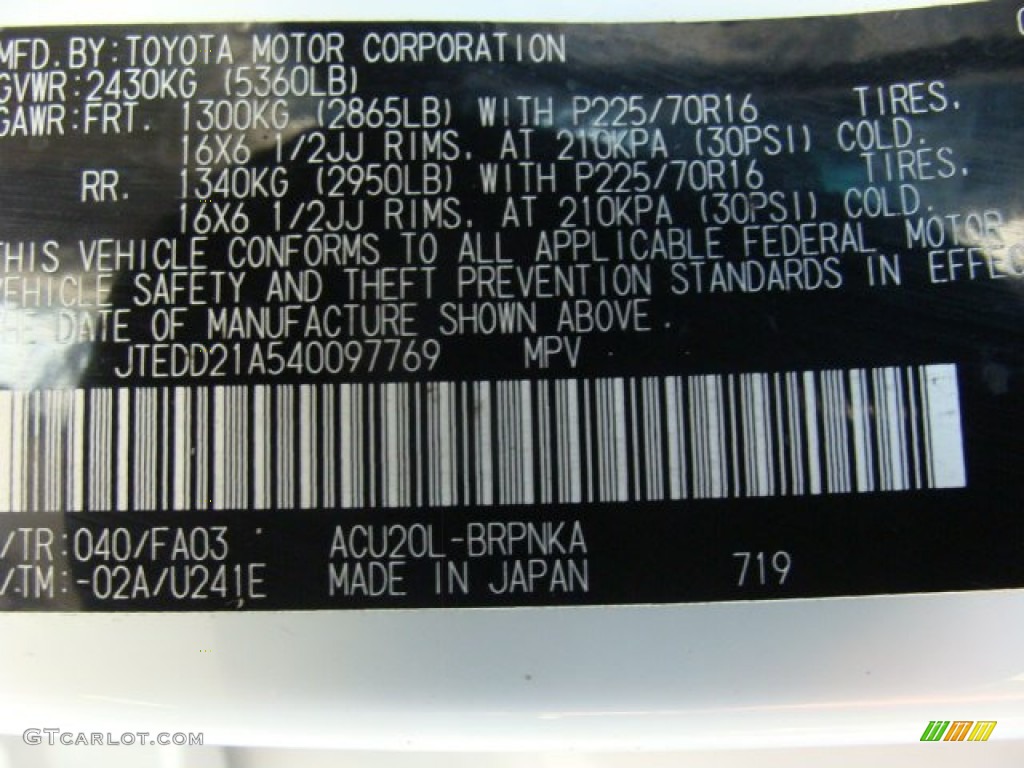 MFD. BY: TOYOTA MOTOR CORPORATION
GVWR: 2430KG (5360LB)
GAWR: FRT. 1300KG (2865LB) WITH P225/70R16 TIRES.
16X6 1/2JJ RIMS. AT 210KPA (30PSI) COLD.
RR. 1340KG (2950LB) WITH P225/70R16 TIRES.
16X6 1/2JJ RIMS. AT 210KPA (30PSI) COLD.
THIS VEHICLE CONFORMS TO ALL APPLICABLE FEDERAL MOTOR
VEHICLE SAFETY AND THEFT PREVENTION STANDARDS IN EFFEC
THE DATE OF MANUFACTURE SHOWN ABOVE.
JTEDD21A540097769 MPV
/TR: 040/FA03 ACU20L-BRPNKA
/TM: -02A/U241E MADE IN JAPAN 719
GTCARLOT.COM